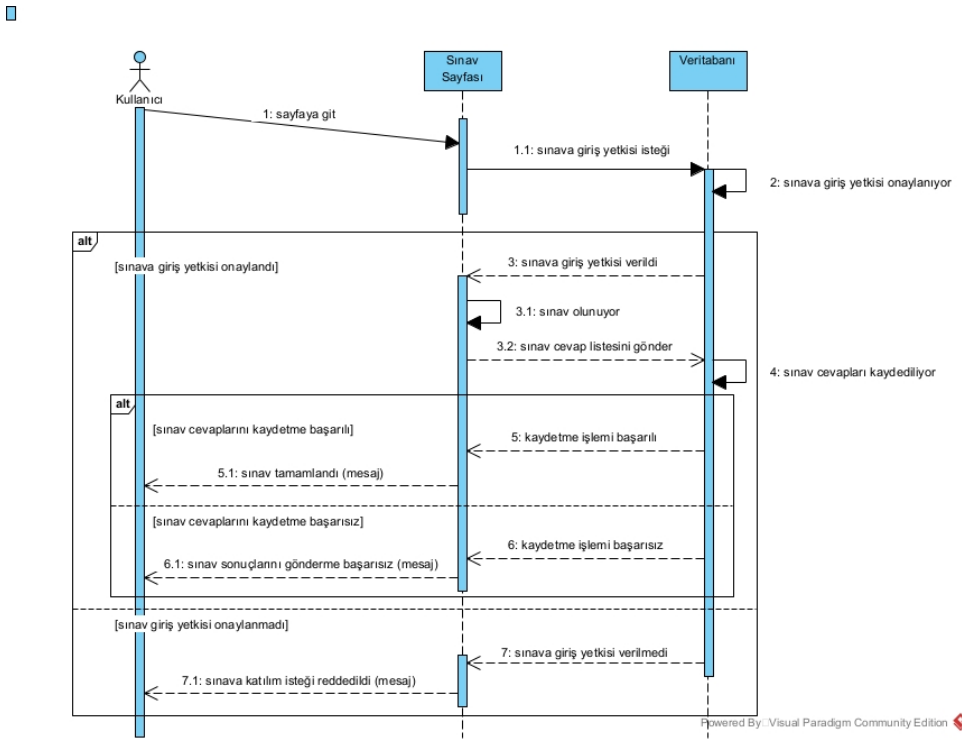 Sınav
Sayfası
Veritabanı
Kullanıcı
1: sayfaya git
1.1: sınava giriş yetkisi isteği
2: sınava giriş yetkisi onaylanıyor
alt
[sınava giriş yetkisi onaylandı]
3: sınava giriş yetkisi verildi
3.1: sınav olunuyor
3.2: sınav cevap listesini gönder
4: sınav cevapları kaydediliyor
alt
[sınav cevaplarını kaydetme başarılı]
5: kaydetme işlemi başarılı
5.1: sınav tamamlandı (mesaj)
[sınav cevaplarını kaydetme başarısız]
6: kaydetme işlemi başarısız
6.1: sınav sonuçlarını gönderme başarısız (mesaj)
[sınav giriş yetkisi onaylanmadı]
7: sınava giriş yetkisi verilmedi
7.1: sınava katılım isteği reddedildi (mesaj)
Powered By Visual Paradigm Community Edition